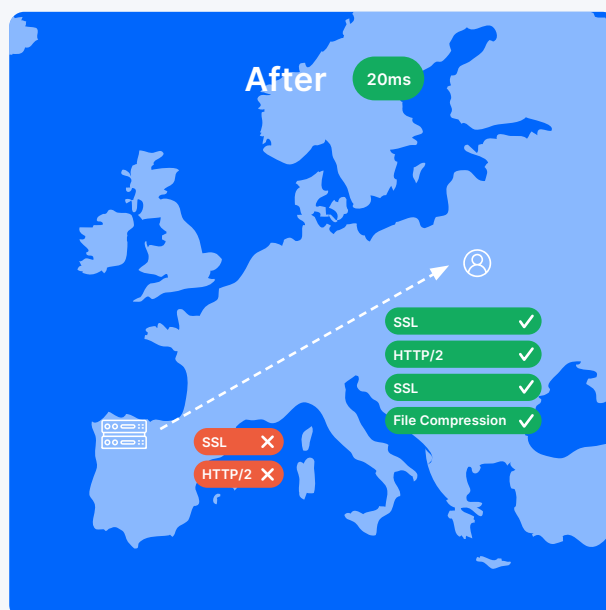 After
20ms
SSL
HTTP/2
SSL
File Compression
SSL
HTTP/2